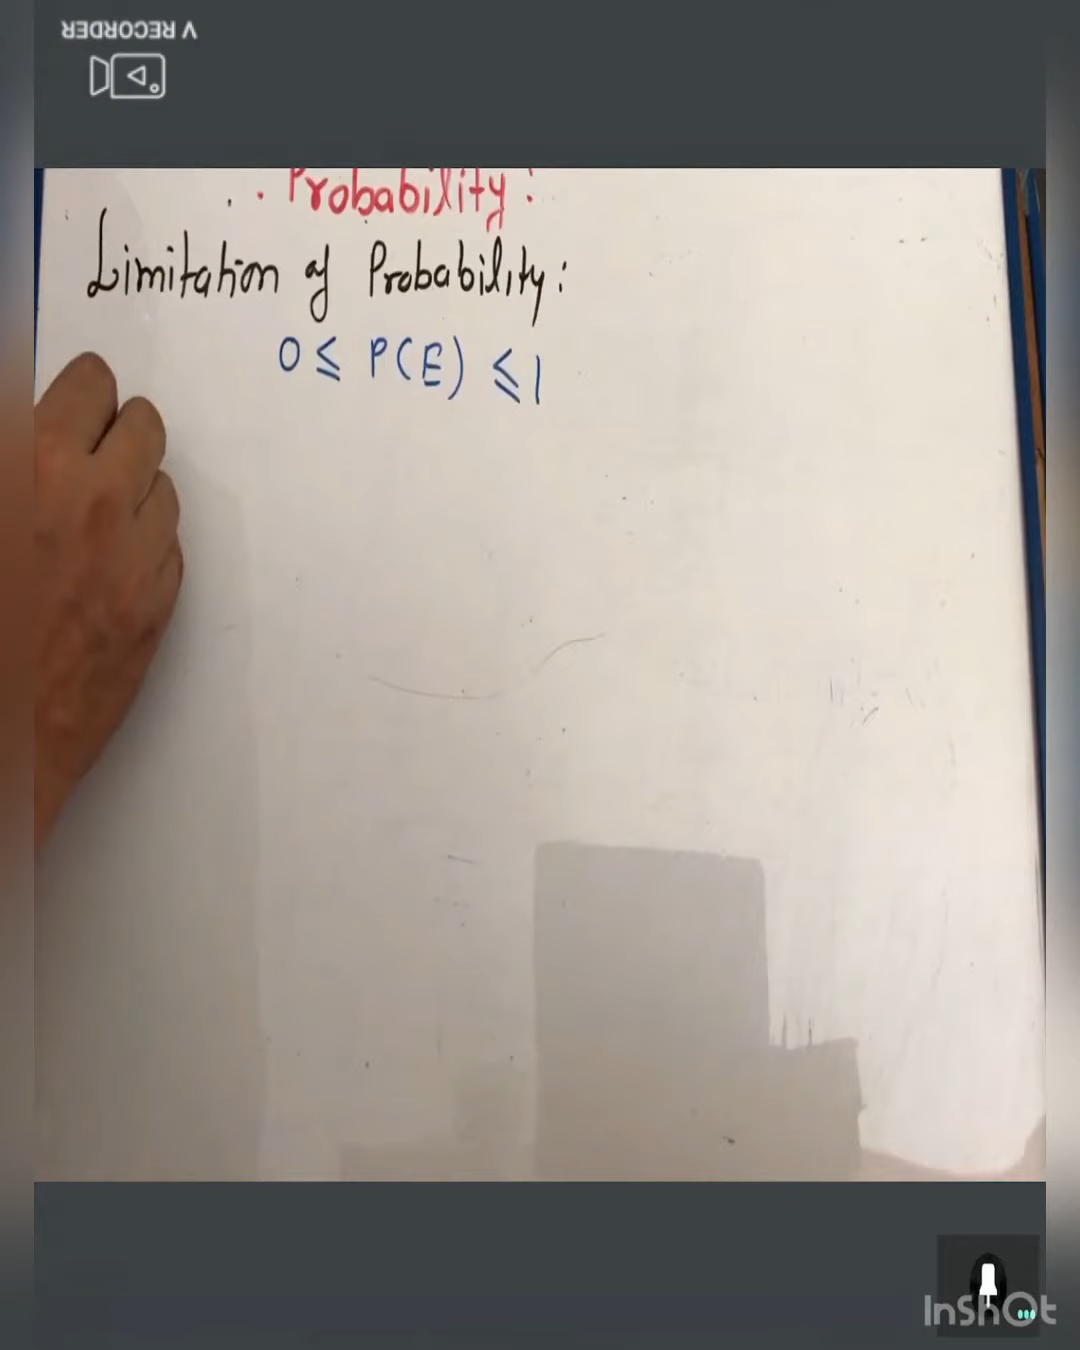 V RECORDER
Probability:
Limitation of Probability:
0 ≤ P(E) ≤ 1
InShOt